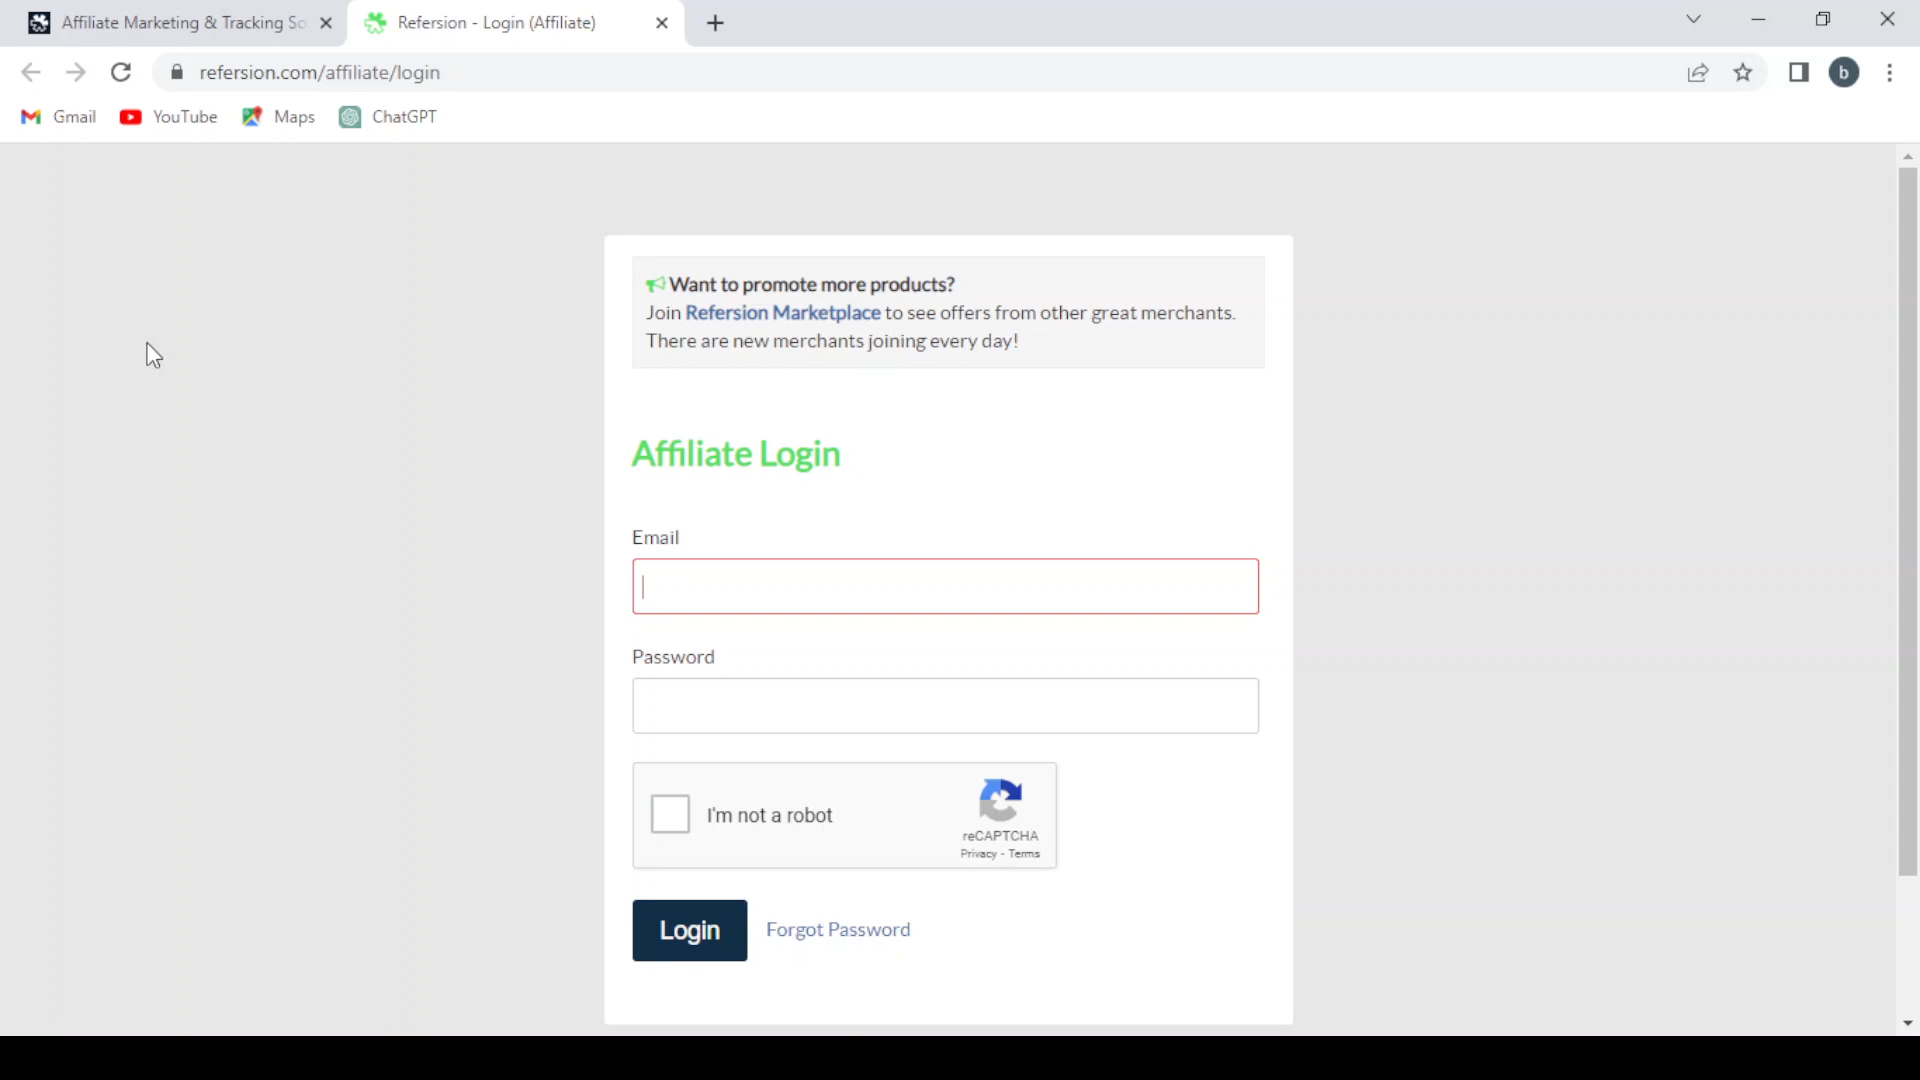 Affiliate Marketing & Tracking So
Refersion - Login (Affiliate)
refersion.com/affiliate/login
b
Gmail
YouTube
Maps
ChatGPT
Want to promote more products?
Join Refersion Marketplace to see offers from other great merchants.
There are new merchants joining every day!
Affiliate Login
Email
Password
I'm not a robot
reCAPTCHA
Privacy - Terms
Login
Forgot Password